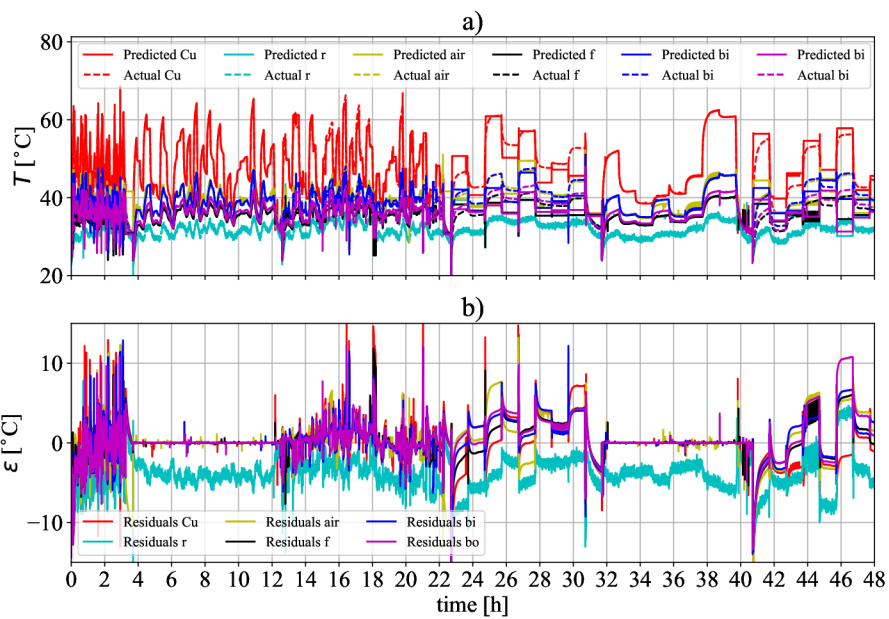 a)
80
60
40
20
T [°C]
Predicted Cu Predicted r Predicted air Predicted f Predicted bi Predicted bi
Actual Cu Actual r Actual air Actual f Actual bi Actual bi
b)
10
0
−10
ε [°C]
Residuals Cu Residuals air Residuals bi
Residuals r Residuals f Residuals bo
0 2 4 6 8 10 12 14 16 18 20 22 24 26 28 30 32 34 36 38 40 42 44 46 48
time [h]